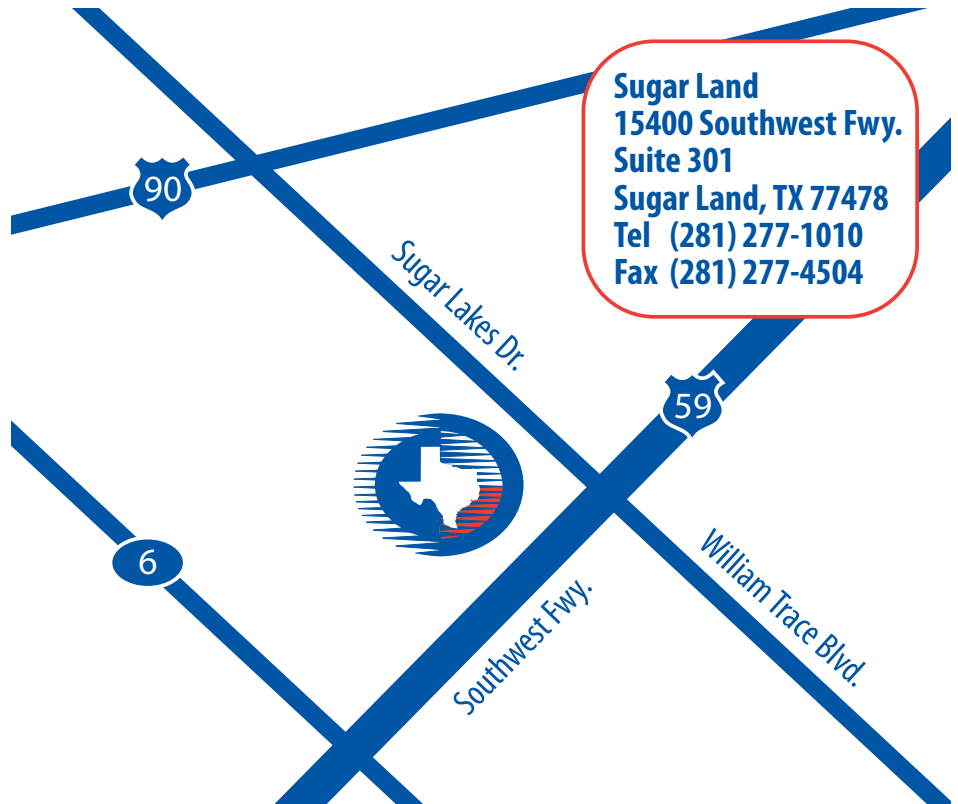 Sugar Land
15400 Southwest Fwy.
Suite 301
Sugar Land, TX 77478
Tel (281) 277-1010
Fax (281) 277-4504
90
Sugar Lakes Dr.
59
6
Southwest Fwy.
William Trace Blvd.